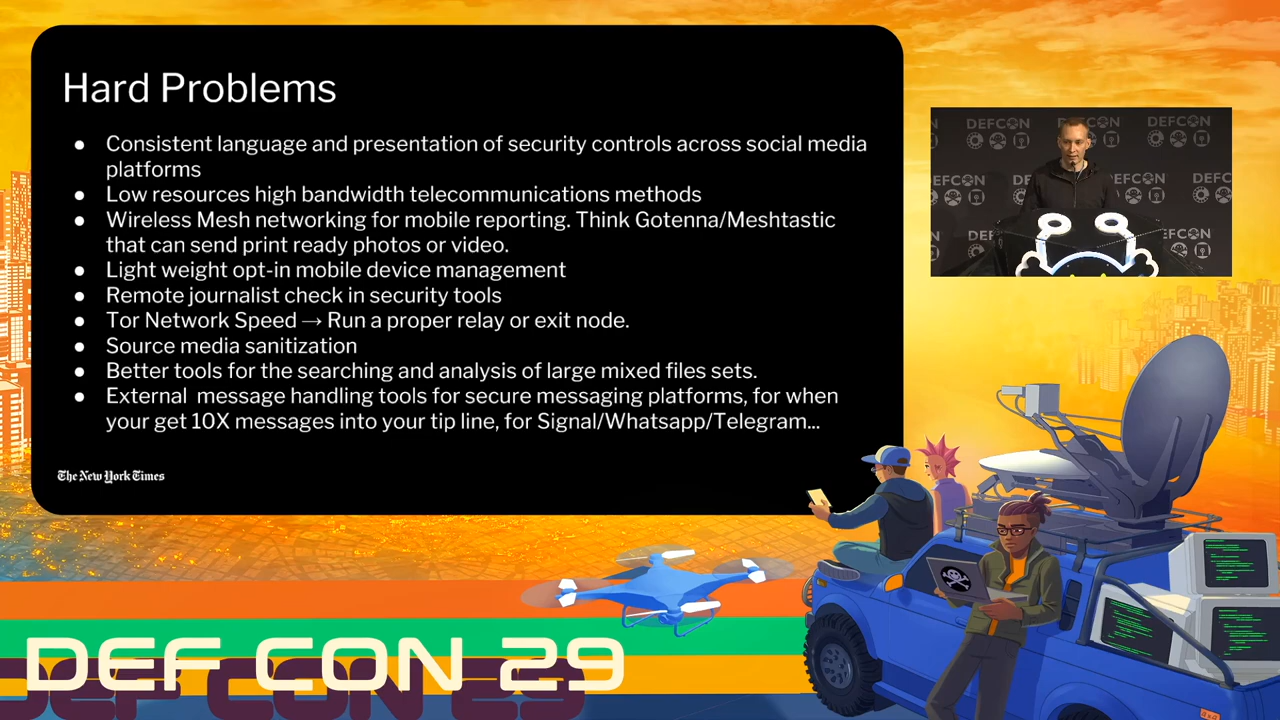 Hard Problems
● Consistent language and presentation of security controls across social media
platforms
● Low resources high bandwidth telecommunications methods
● Wireless Mesh networking for mobile reporting. Think Gotenna/Meshtastic
that can send print ready photos or video.
● Light weight opt-in mobile device management
● Remote journalist check in security tools
● Tor Network Speed → Run a proper relay or exit node.
● Source media sanitization
● Better tools for the searching and analysis of large mixed files sets.
● External  message handling tools for secure messaging platforms, for when
your get 10X messages into your tip line, for Signal/Whatsapp/Telegram...
The New York Times
DEFCON
DEFCON
DEFCON
DEFCON
DEF CON 29